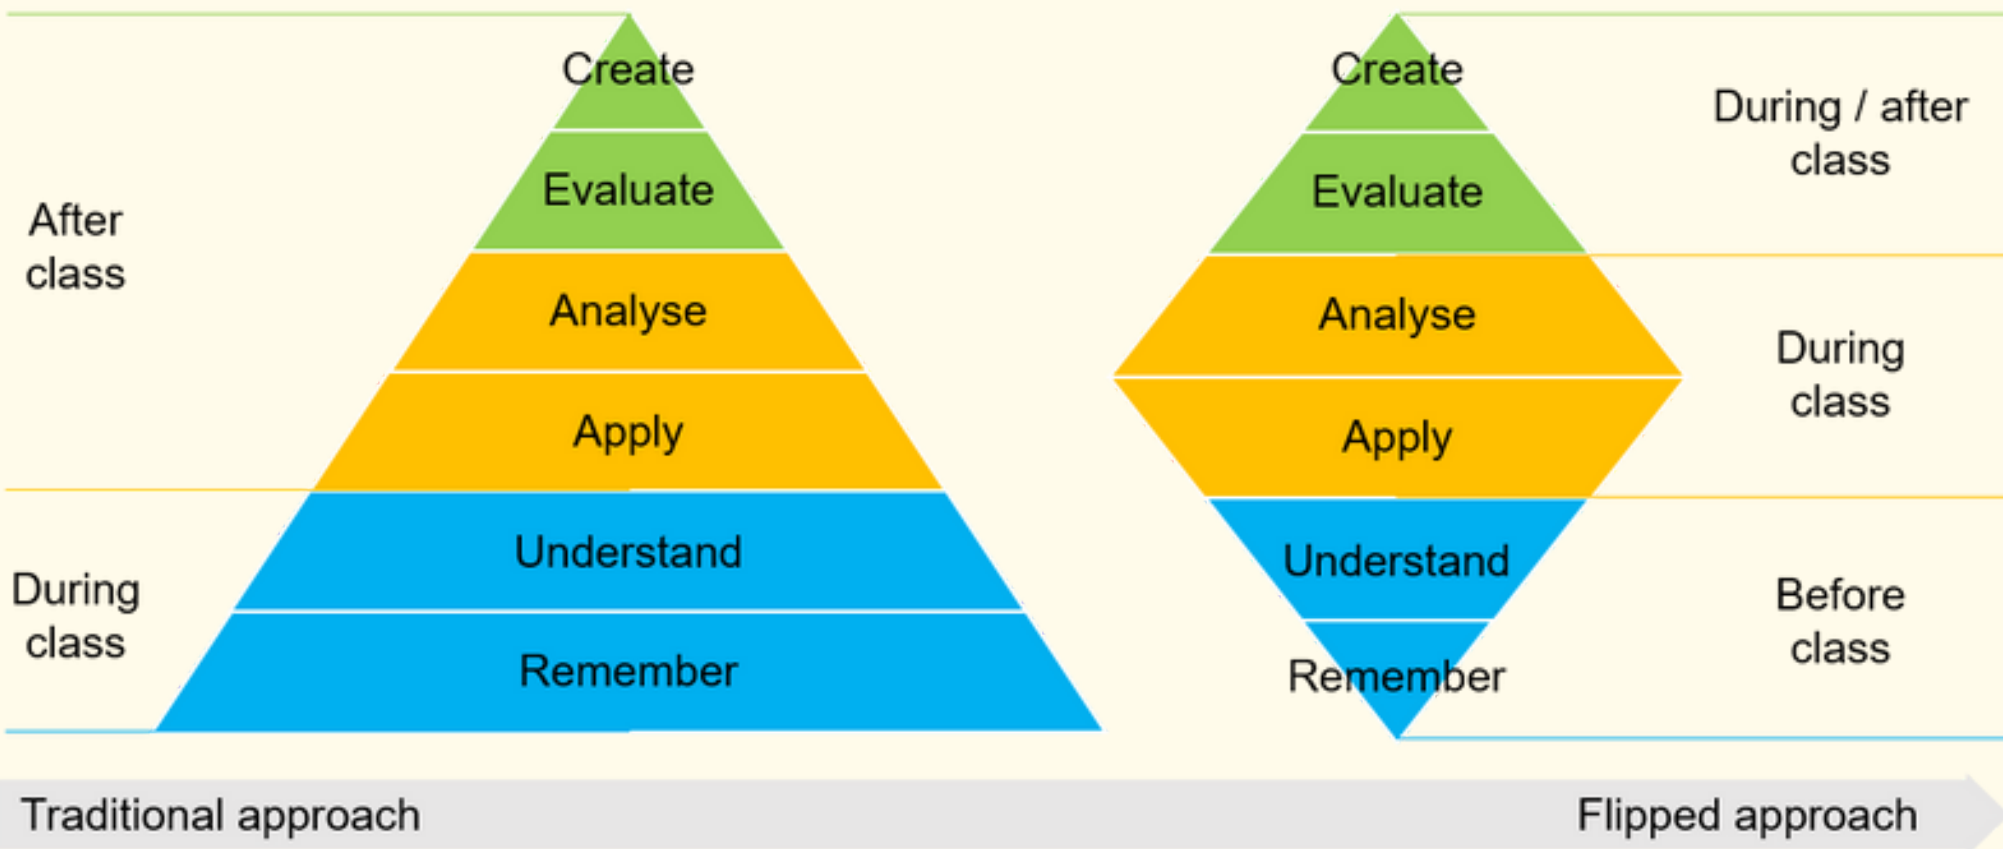 Create
Evaluate
Analyse
Apply
Understand
Remember
After
class
During
class
Create
Evaluate
Analyse
Apply
Understand
Remember
During / after
class
During
class
Before
class
Traditional approach
Flipped approach